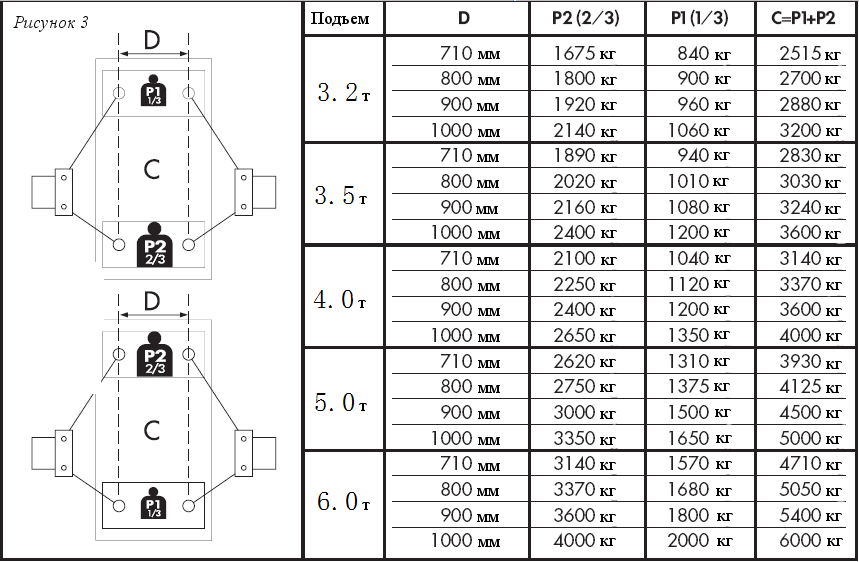 Рисунок 3
D
P1
1/3
C
P2
2/3
D
P2
2/3
C
P1
1/3
Подъем D P2 (2/3) P1 (1/3) C=P1+P2
3.2т
710 мм 1675 кг 840 кг 2515 кг
800 мм 1800 кг 900 кг 2700 кг
900 мм 1920 кг 960 кг 2880 кг
1000 мм 2140 кг 1060 кг 3200 кг
3.5т
710 мм 1890 кг 940 кг 2830 кг
800 мм 2020 кг 1010 кг 3030 кг
900 мм 2160 кг 1080 кг 3240 кг
1000 мм 2400 кг 1200 кг 3600 кг
4.0т
710 мм 2100 кг 1040 кг 3140 кг
800 мм 2250 кг 1120 кг 3370 кг
900 мм 2400 кг 1200 кг 3600 кг
1000 мм 2650 кг 1350 кг 4000 кг
5.0т
710 мм 2620 кг 1310 кг 3930 кг
800 мм 2750 кг 1375 кг 4125 кг
900 мм 3000 кг 1500 кг 4500 кг
1000 мм 3350 кг 1650 кг 5000 кг
6.0т
710 мм 3140 кг 1570 кг 4710 кг
800 мм 3370 кг 1680 кг 5050 кг
900 мм 3600 кг 1800 кг 5400 кг
1000 мм 4000 кг 2000 кг 6000 кг